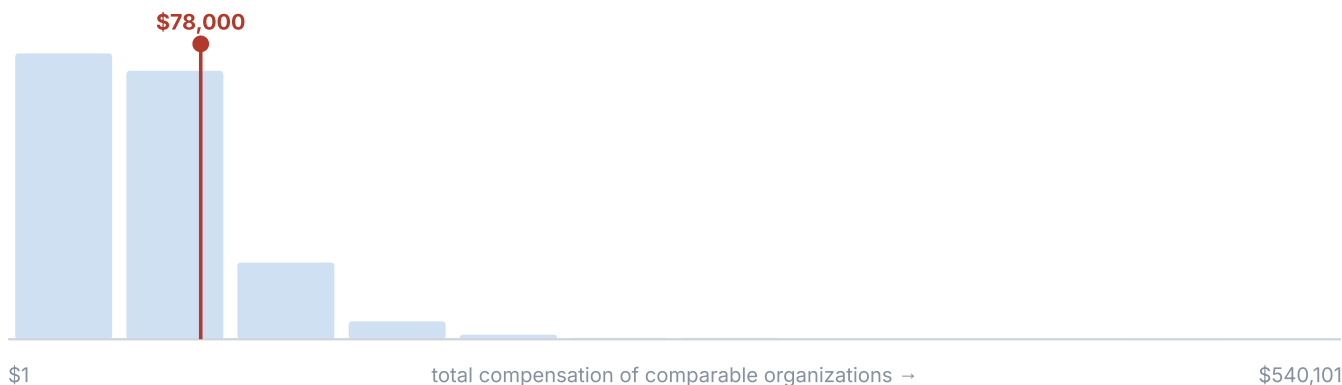 $78,000
$1
total compensation of comparable organizations →
$540,101